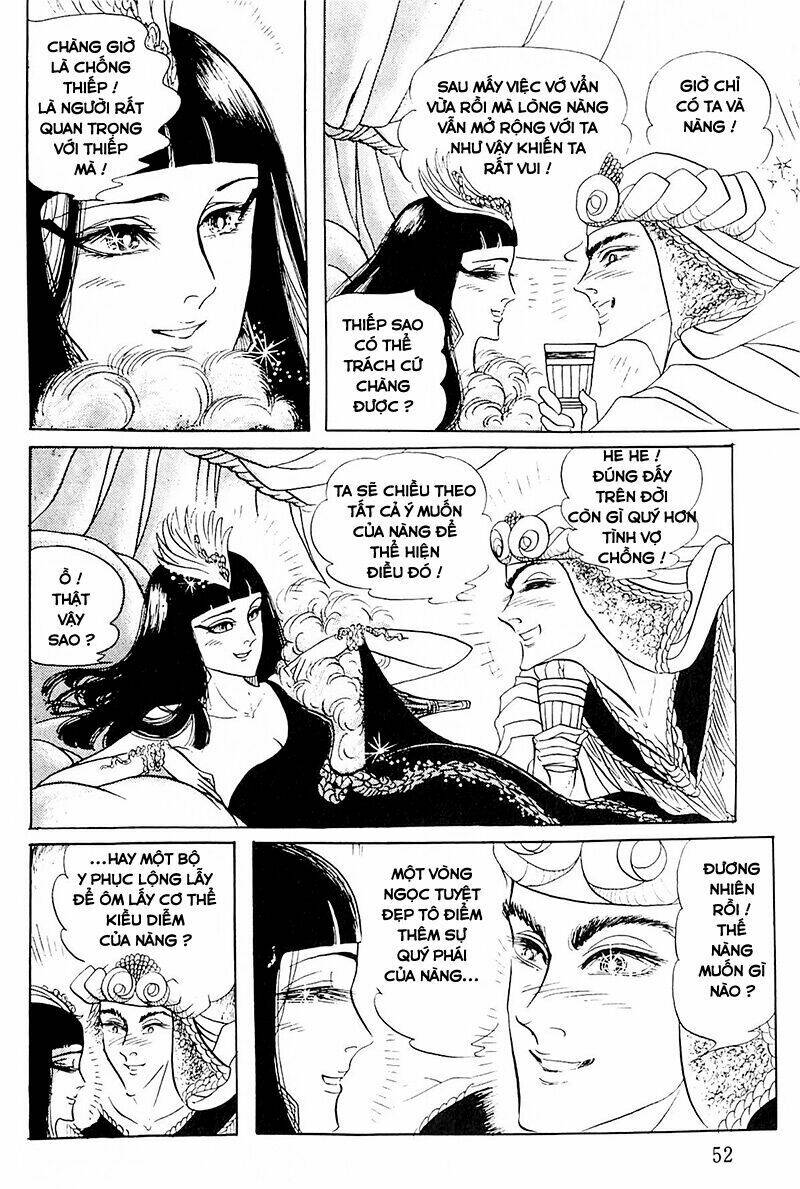 GIỜ CHỈ
CÓ TA VÀ
NÀNG !
SAU MẤY VIỆC VỚ VẨN
VỪA RỒI MÀ LÒNG NÀNG
VẪN MỞ RỘNG VỚI TA
NHƯ VẬY KHIẾN TA
RẤT VUI !
THIẾP SAO
CÓ THỂ
TRÁCH CỨ
CHÀNG
ĐƯỢC ?
CHÀNG GIỜ
LÀ CHỒNG
THIẾP !
LÀ NGƯỜI RẤT
QUAN TRỌNG
VỚI THIẾP
MÀ !
HE HE !
ĐÚNG ĐẤY
TRÊN ĐỜI
CÒN GÌ QUÝ HƠN
TÌNH VỢ
CHỒNG !
TA SẼ CHIỀU THEO
TẤT CẢ Ý MUỐN
CỦA NÀNG ĐỂ
THỂ HIỆN
ĐIỀU ĐÓ !
Ồ !
THẬT
VẬY
SAO ?
ĐƯƠNG
NHIÊN
RỒI !
THẾ
NÀNG
MUỐN GÌ
NÀO ?
MỘT VÒNG
NGỌC TUYỆT
ĐẸP TÔ ĐIỂM
THÊM SỰ
QUÝ PHÁI
CỦA NÀNG...
...HAY MỘT BỘ
Y PHỤC LỘNG LẪY
ĐỂ ÔM LẤY CƠ THỂ
KIỀU DIỄM
CỦA NÀNG ?
52